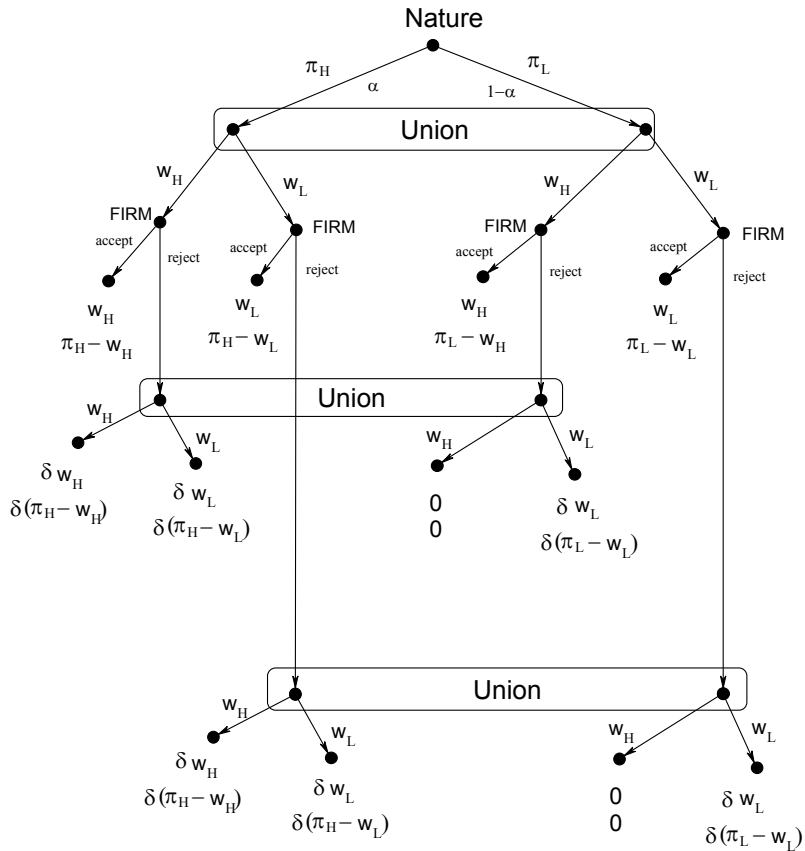 Nature
π_H
π_L
α
1−α
Union
w_H
w_L
w_H
w_L
FIRM
FIRM
FIRM
FIRM
accept
reject
accept
reject
accept
reject
accept
reject
w_H
π_H − w_H
w_L
π_H − w_L
w_H
π_L − w_H
w_L
π_L − w_L
Union
w_H
w_L
w_H
w_L
δ w_H
δ(π_H − w_H)
δ w_L
δ(π_H − w_L)
0
0
δ w_L
δ(π_L − w_L)
Union
w_H
w_L
w_H
w_L
δ w_H
δ(π_H − w_H)
δ w_L
δ(π_H − w_L)
0
0
δ w_L
δ(π_L − w_L)